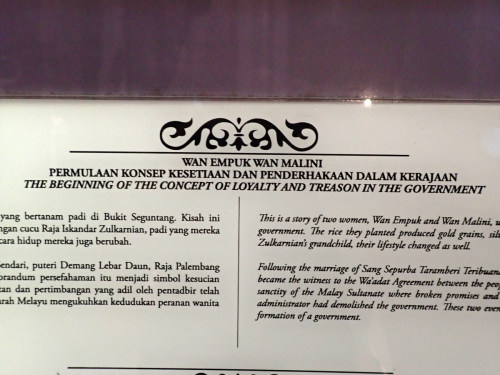 WAN EMPUK WAN MALINI
PERMULAAN KONSEP KESETIAAN DAN PENDERHAKAAN DALAM KERAJAAN
THE BEGINNING OF THE CONCEPT OF LOYALTY AND TREASON IN THE GOVERNMENT
yang bertanam padi di Bukit Seguntang. Kisah ini
ngan cucu Raja Iskandar Zulkarnian, padi yang mereka
cara hidup mereka juga berubah.
endari, puteri Demang Lebar Daun, Raja Palembang
orandum persefahaman itu menjadi simbol kesucian
tan dan pertimbangan yang adil oleh pentadbir telah
arah Melayu mengukuhkan kedudukan peranan wanita
This is a story of two women, Wan Empuk and Wan Malini,
government. The rice they planted produced gold grains,
Zulkarnian's grandchild, their lifestyle changed as well.
Following the marriage of Sang Sepurba Taramberi
became the witness to the Wa'adat Agreement between the
sanctity of the Malay Sultanate where broken promises and
administrator had demolished the government. These two
formation of a government.